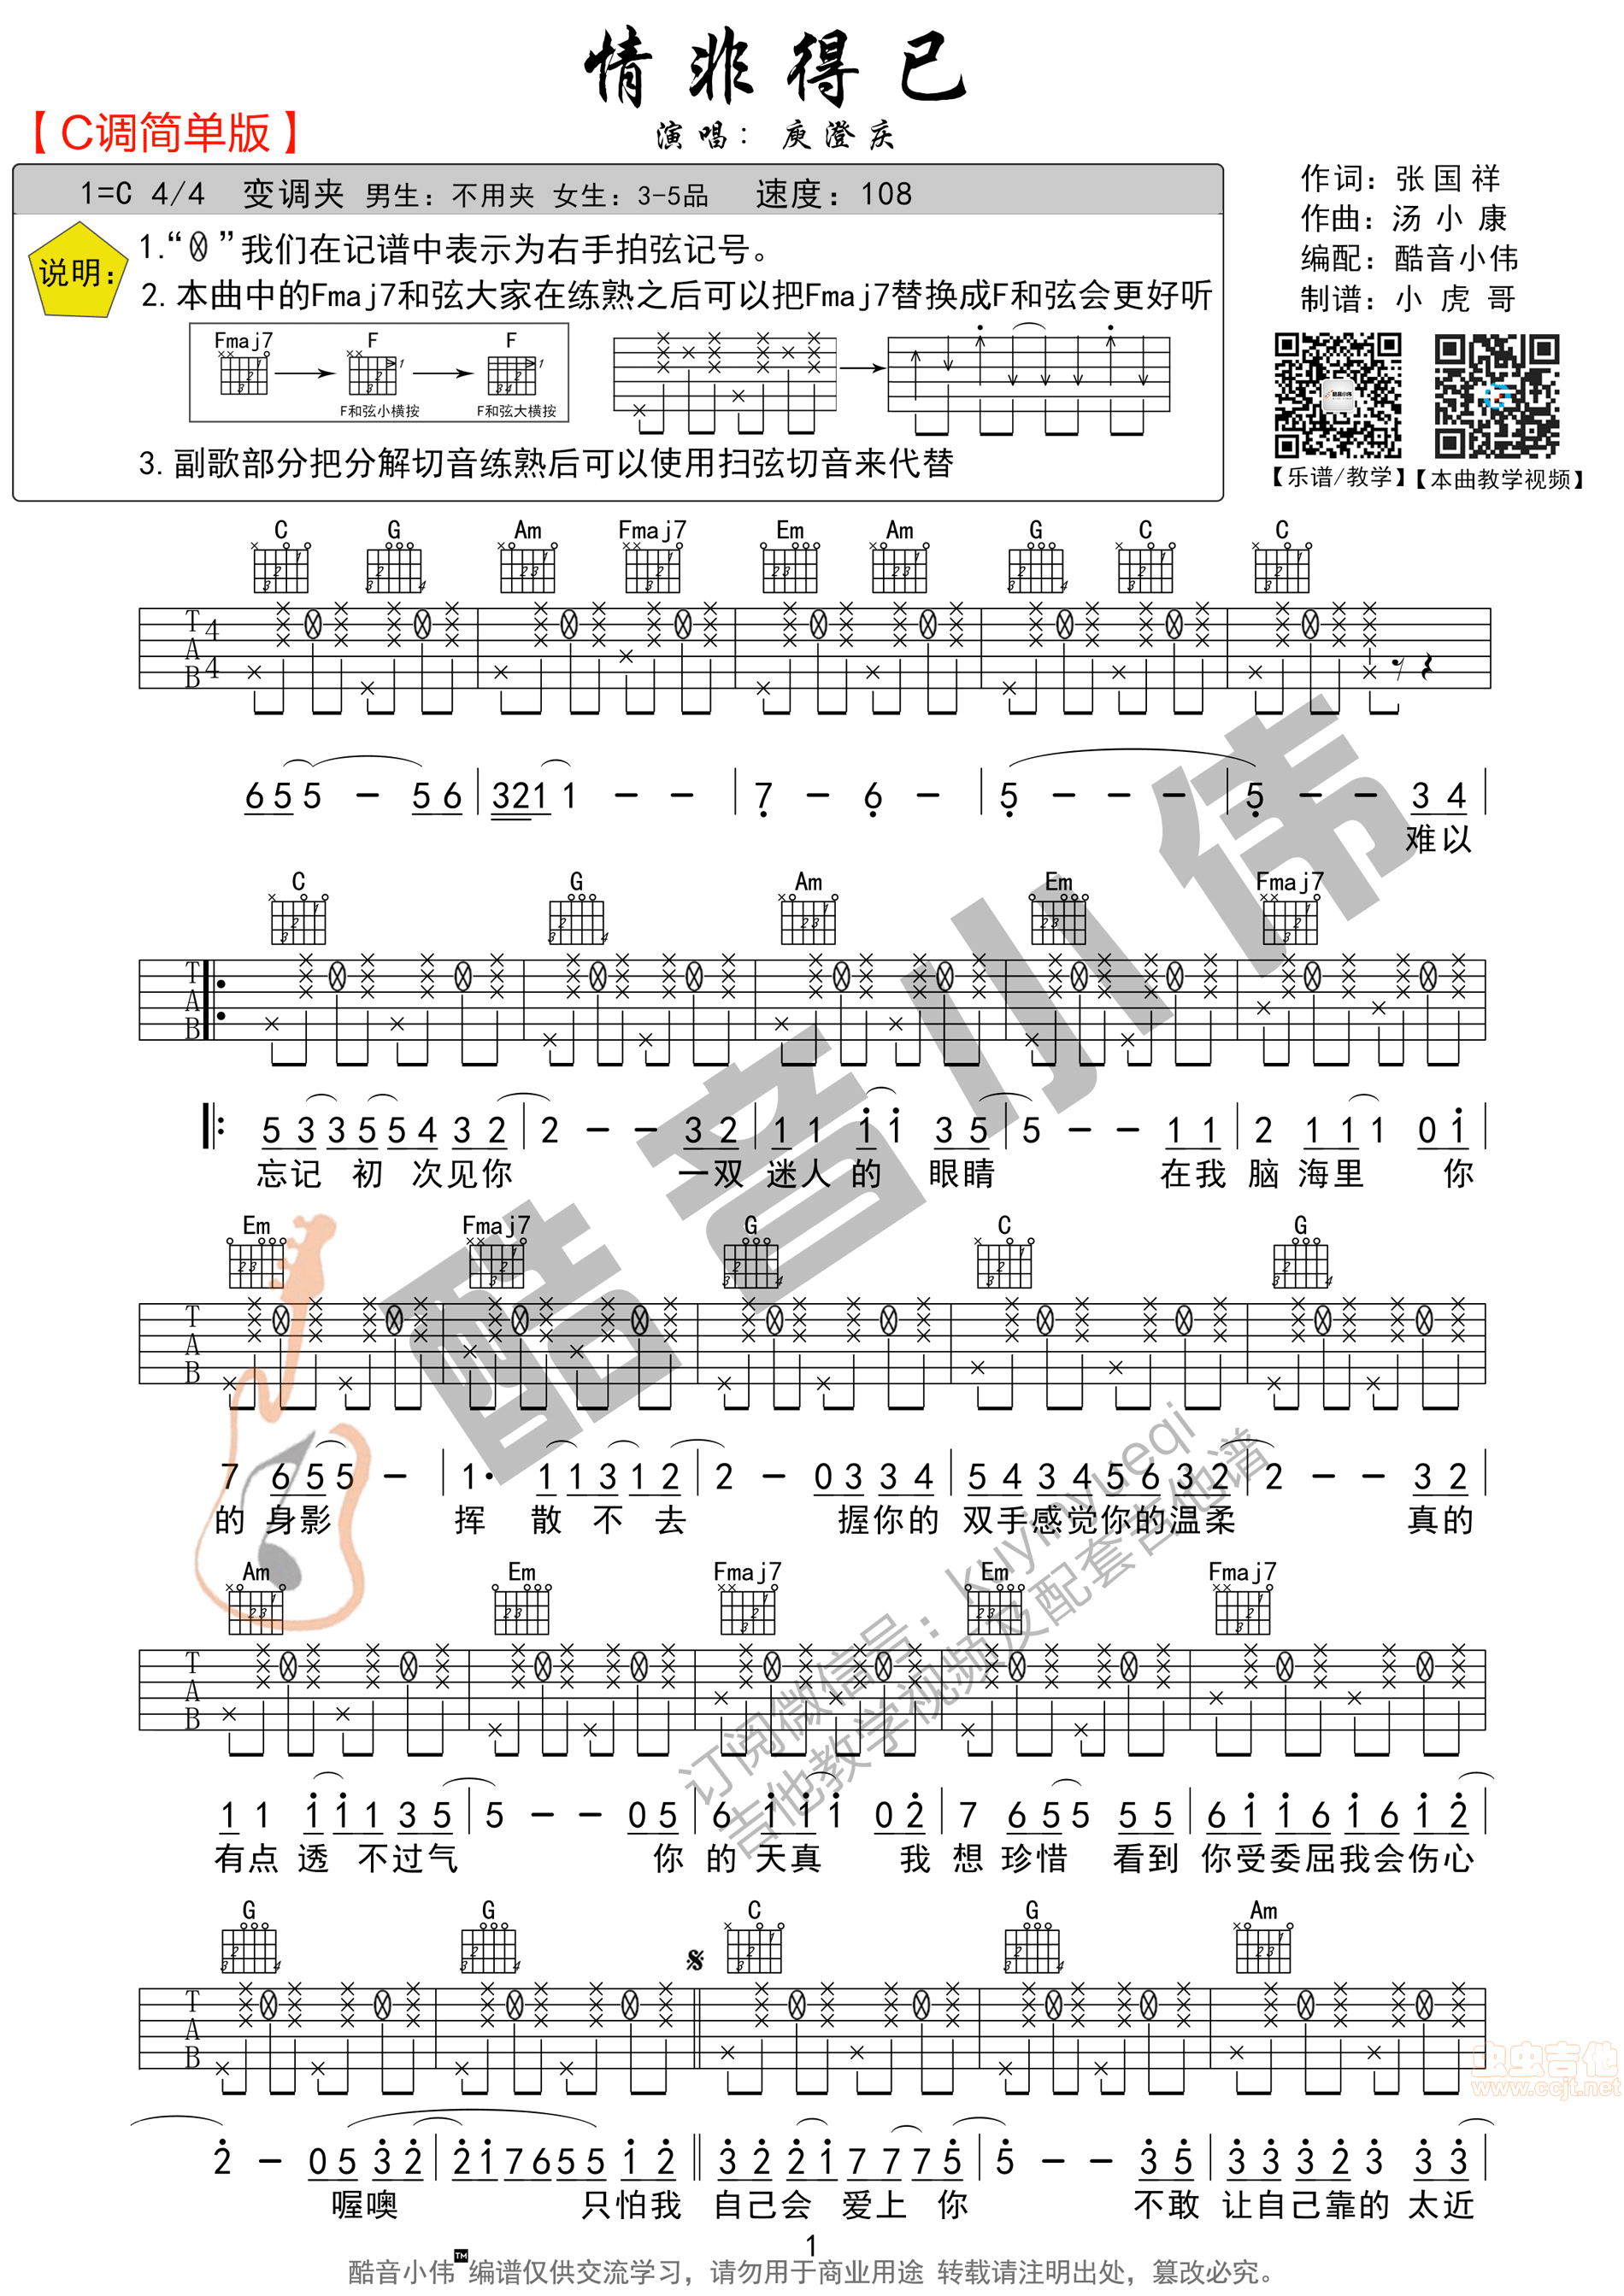 情非得已
【C调简单版】
演唱：庾澄庆
1=C 4/4 变调夹 男生：不用夹 女生：3-5品 速度：108
作词：张国祥
作曲：汤小康
编配：酷音小伟
制谱：小虎哥
说明：
1.“ⓧ”我们在记谱中表示为右手拍弦记号。
2.本曲中的Fmaj7和弦大家在练熟之后可以把Fmaj7替换成F和弦会更好听
Fmaj7 F F
F和弦小横按 F和弦大横按
3.副歌部分把分解切音练熟后可以使用扫弦切音来代替
【乐谱/教学】【本曲教学视频】
C G Am Fmaj7 Em Am G C C
T A B 4 4
6 5 5 - 5 6 | 3 2 1 1 - - | 7 - 6 - | 5 - - - | 5 - - 3 4 |
难以
C G Am Em Fmaj7
T A B
5 3 3 5 5 4 3 2 | 2 - - 3 2 | 1 1 1 1 3 5 | 5 - - 1 1 | 2 1 1 1 0 1 |
忘记 初 次见你 一双 迷人 的 眼睛 在我 脑 海里 你
Em Fmaj7 G C G
T A B
7 6 5 5 - | 1· 1 1 3 1 2 | 2 - 0 3 3 4 | 5 4 3 4 5 6 3 2 | 2 - - 3 2 |
的 身影 挥 散 不 去 握你的 双手感觉你的温柔 真的
Am Em Fmaj7 Em Fmaj7
T A B
1 1 1 1 1 3 5 | 5 - - 0 5 | 6 1 1 1 0 2 | 7 6 5 5 5 5 | 6 1 1 6 1 6 1 2 |
有点 透 不过气 你 的 天真 我 想 珍惜 看到 你受委屈我会伤心
G G C G Am
T A B
2 - 0 5 3 2 | 2 1 7 6 5 5 1 2 || 3 2 2 1 7 7 7 5 | 5 - - 3 5 | 3 3 3 2 3 3 3 |
喔噢 只怕我 自己会 爱上 你 不敢 让自己靠的 太近
1
酷音小伟™编谱仅供交流学习，请勿用于商业用途 转载请注明出处，篡改必究。
酷音小伟
订阅微信号：kuyinyueqi
吉他教学视频及配套吉他谱
虫虫吉他
www.ccjt.net